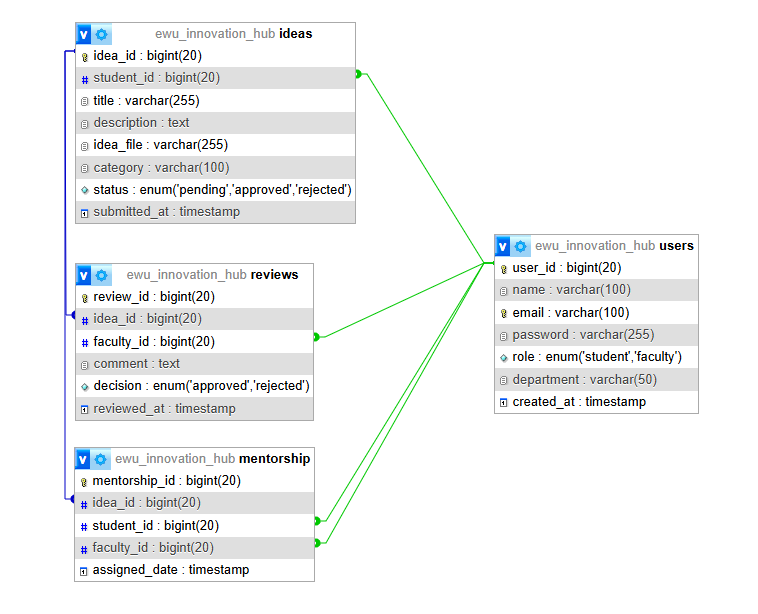 ewu_innovation_hub ideas
idea_id : bigint(20)
student_id : bigint(20)
title : varchar(255)
description : text
idea_file : varchar(255)
category : varchar(100)
status : enum('pending','approved','rejected')
submitted_at : timestamp
ewu_innovation_hub reviews
review_id : bigint(20)
idea_id : bigint(20)
faculty_id : bigint(20)
comment : text
decision : enum('approved','rejected')
reviewed_at : timestamp
ewu_innovation_hub mentorship
mentorship_id : bigint(20)
idea_id : bigint(20)
student_id : bigint(20)
faculty_id : bigint(20)
assigned_date : timestamp
ewu_innovation_hub users
user_id : bigint(20)
name : varchar(100)
email : varchar(100)
password : varchar(255)
role : enum('student','faculty')
department : varchar(50)
created_at : timestamp